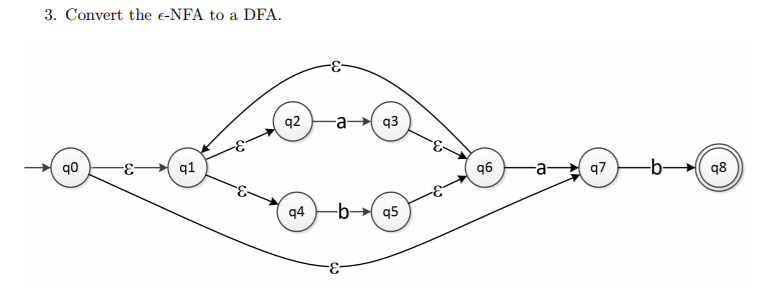 3. Convert the ϵ-NFA to a DFA.
ε
q2 a q3
ε ε
q0 ε q1 q6 a q7 b q8
ε ε
q4 b q5
ε